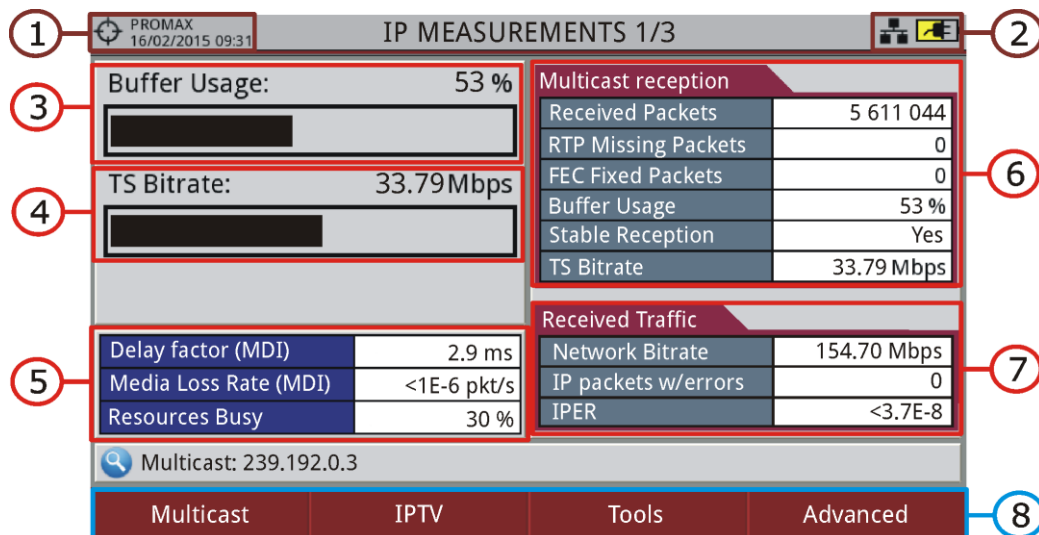 1
PROMAX
16/02/2015 09:31
IP MEASUREMENTS 1/3
2
3
Buffer Usage: 53 %
4
TS Bitrate: 33.79 Mbps
5
Delay factor (MDI) 2.9 ms
Media Loss Rate (MDI) <1E-6 pkt/s
Resources Busy 30 %
Multicast reception
Received Packets 5 611 044
RTP Missing Packets 0
FEC Fixed Packets 0
Buffer Usage 53 %
Stable Reception Yes
TS Bitrate 33.79 Mbps
6
Received Traffic
Network Bitrate 154.70 Mbps
IP packets w/errors 0
IPER <3.7E-8
7
Multicast: 239.192.0.3
Multicast IPTV Tools Advanced
8